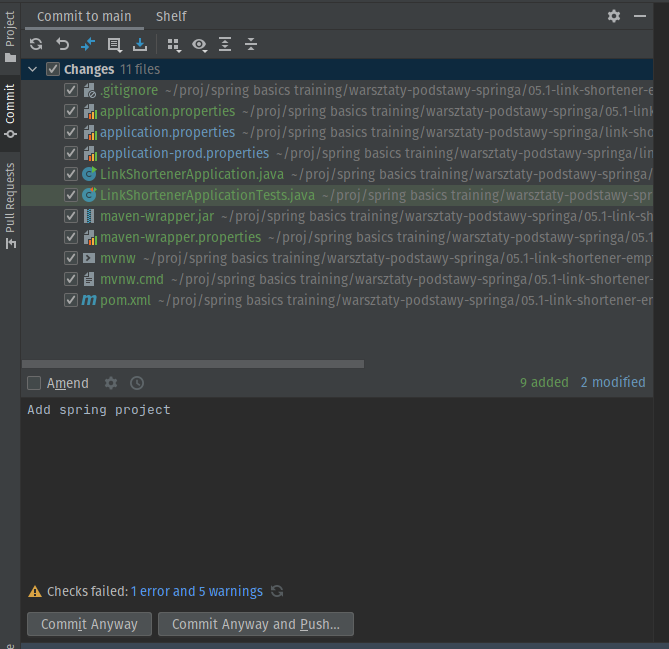 Commit to main Shelf
Project
Commit
Pull Requests
Changes 11 files
.gitignore ~/proj/spring basics training/warsztaty-podstawy-springa/05.1-link-shortener-e
application.properties ~/proj/spring basics training/warsztaty-podstawy-springa/05.1
application.properties ~/proj/spring basics training/warsztaty-podstawy-springa/link-sho
application-prod.properties ~/proj/spring basics training/warsztaty-podstawy-springa/lin
LinkShortenerApplication.java ~/proj/spring basics training/warsztaty-podstawy-springa/
LinkShortenerApplicationTests.java ~/proj/spring basics training/warsztaty-podstawy-spr
maven-wrapper.jar ~/proj/spring basics training/warsztaty-podstawy-springa/05.1-link-sh
maven-wrapper.properties ~/proj/spring basics training/warsztaty-podstawy-springa/05.1
mvnw ~/proj/spring basics training/warsztaty-podstawy-springa/05.1-link-shortener-emp
mvnw.cmd ~/proj/spring basics training/warsztaty-podstawy-springa/05.1-link-shortener
m pom.xml ~/proj/spring basics training/warsztaty-podstawy-springa/05.1-link-shortener-e
Amend 9 added 2 modified
Add spring project
Checks failed: 1 error and 5 warnings
Commit Anyway Commit Anyway and Push...